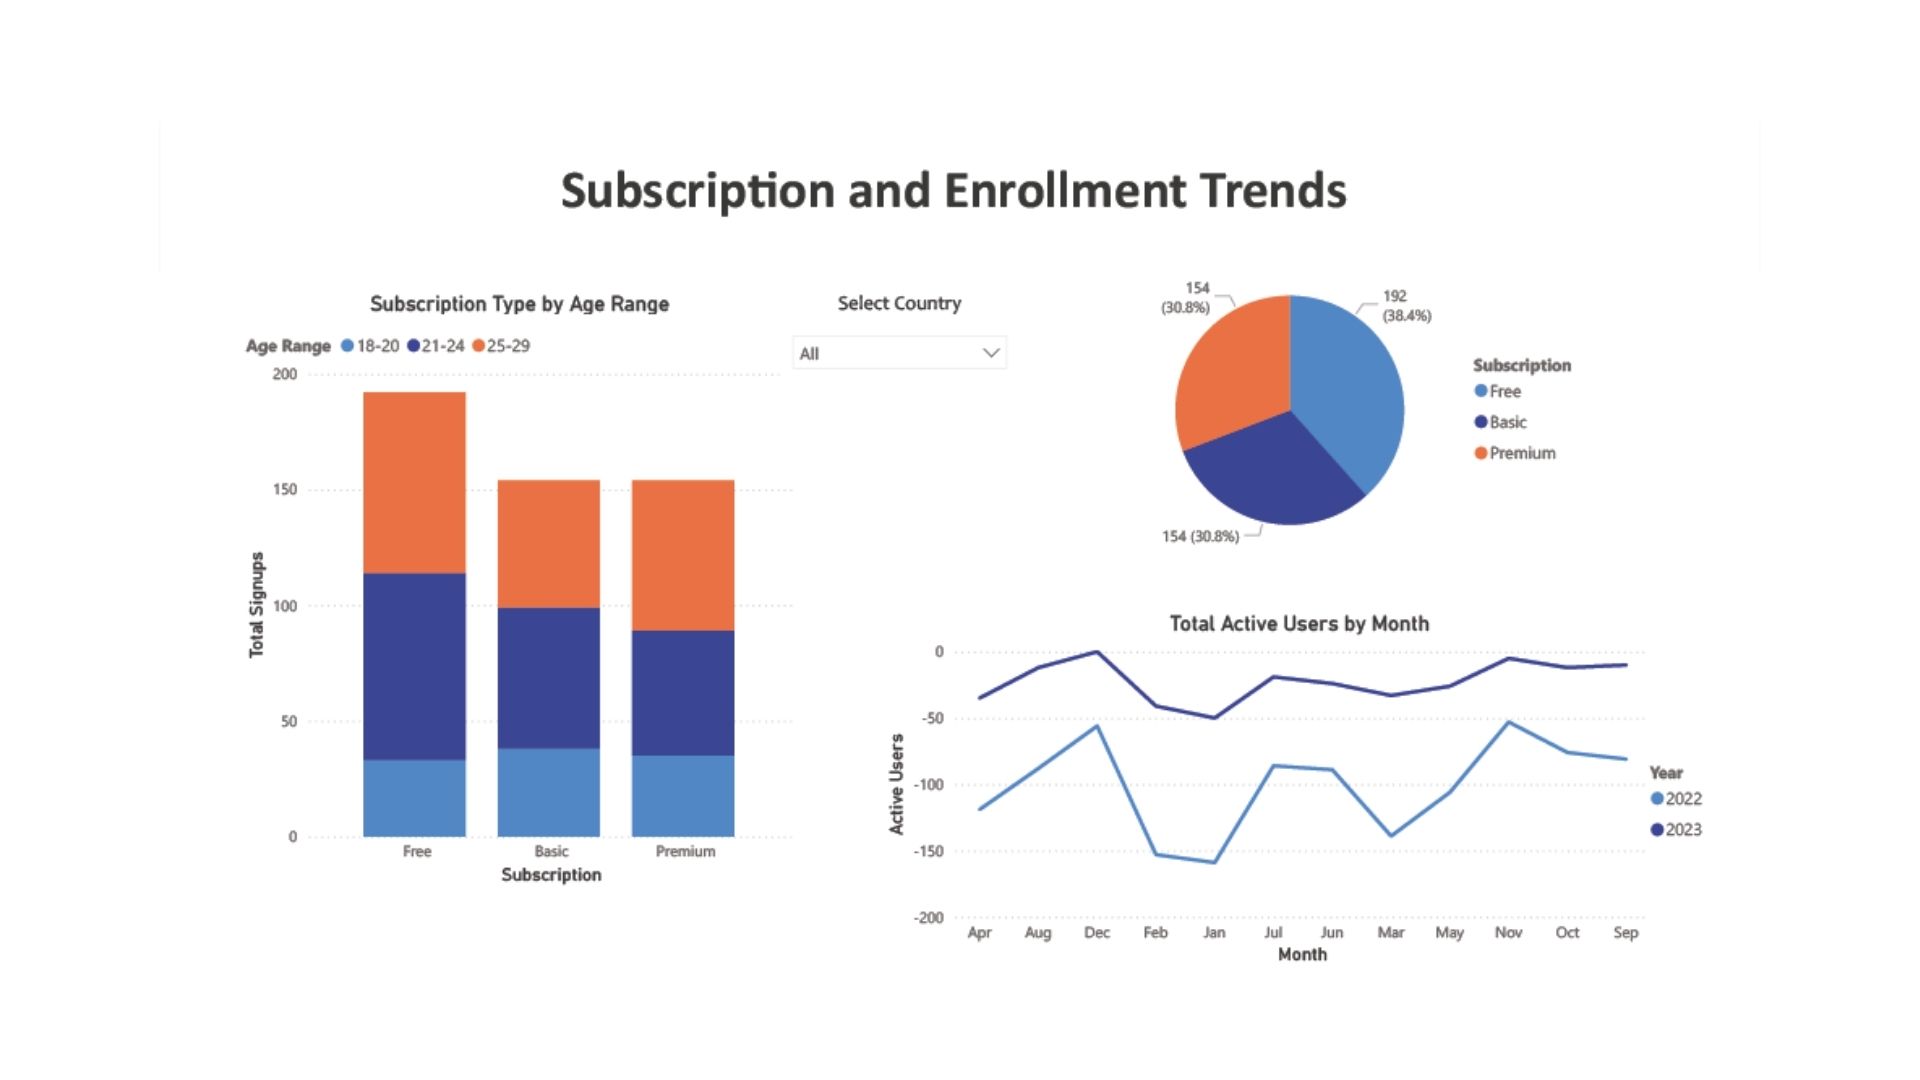 Subscription and Enrollment Trends
Subscription Type by Age Range
Age Range 18-20 21-24 25-29
200
150
100
50
0
Total Signups
Free Basic Premium
Subscription
Select Country
All
154
(30.8%)
192
(38.4%)
154 (30.8%)
Subscription
Free
Basic
Premium
Total Active Users by Month
0
-50
-100
-150
-200
Active Users
Apr Aug Dec Feb Jan Jul Jun Mar May Nov Oct Sep
Month
Year
2022
2023